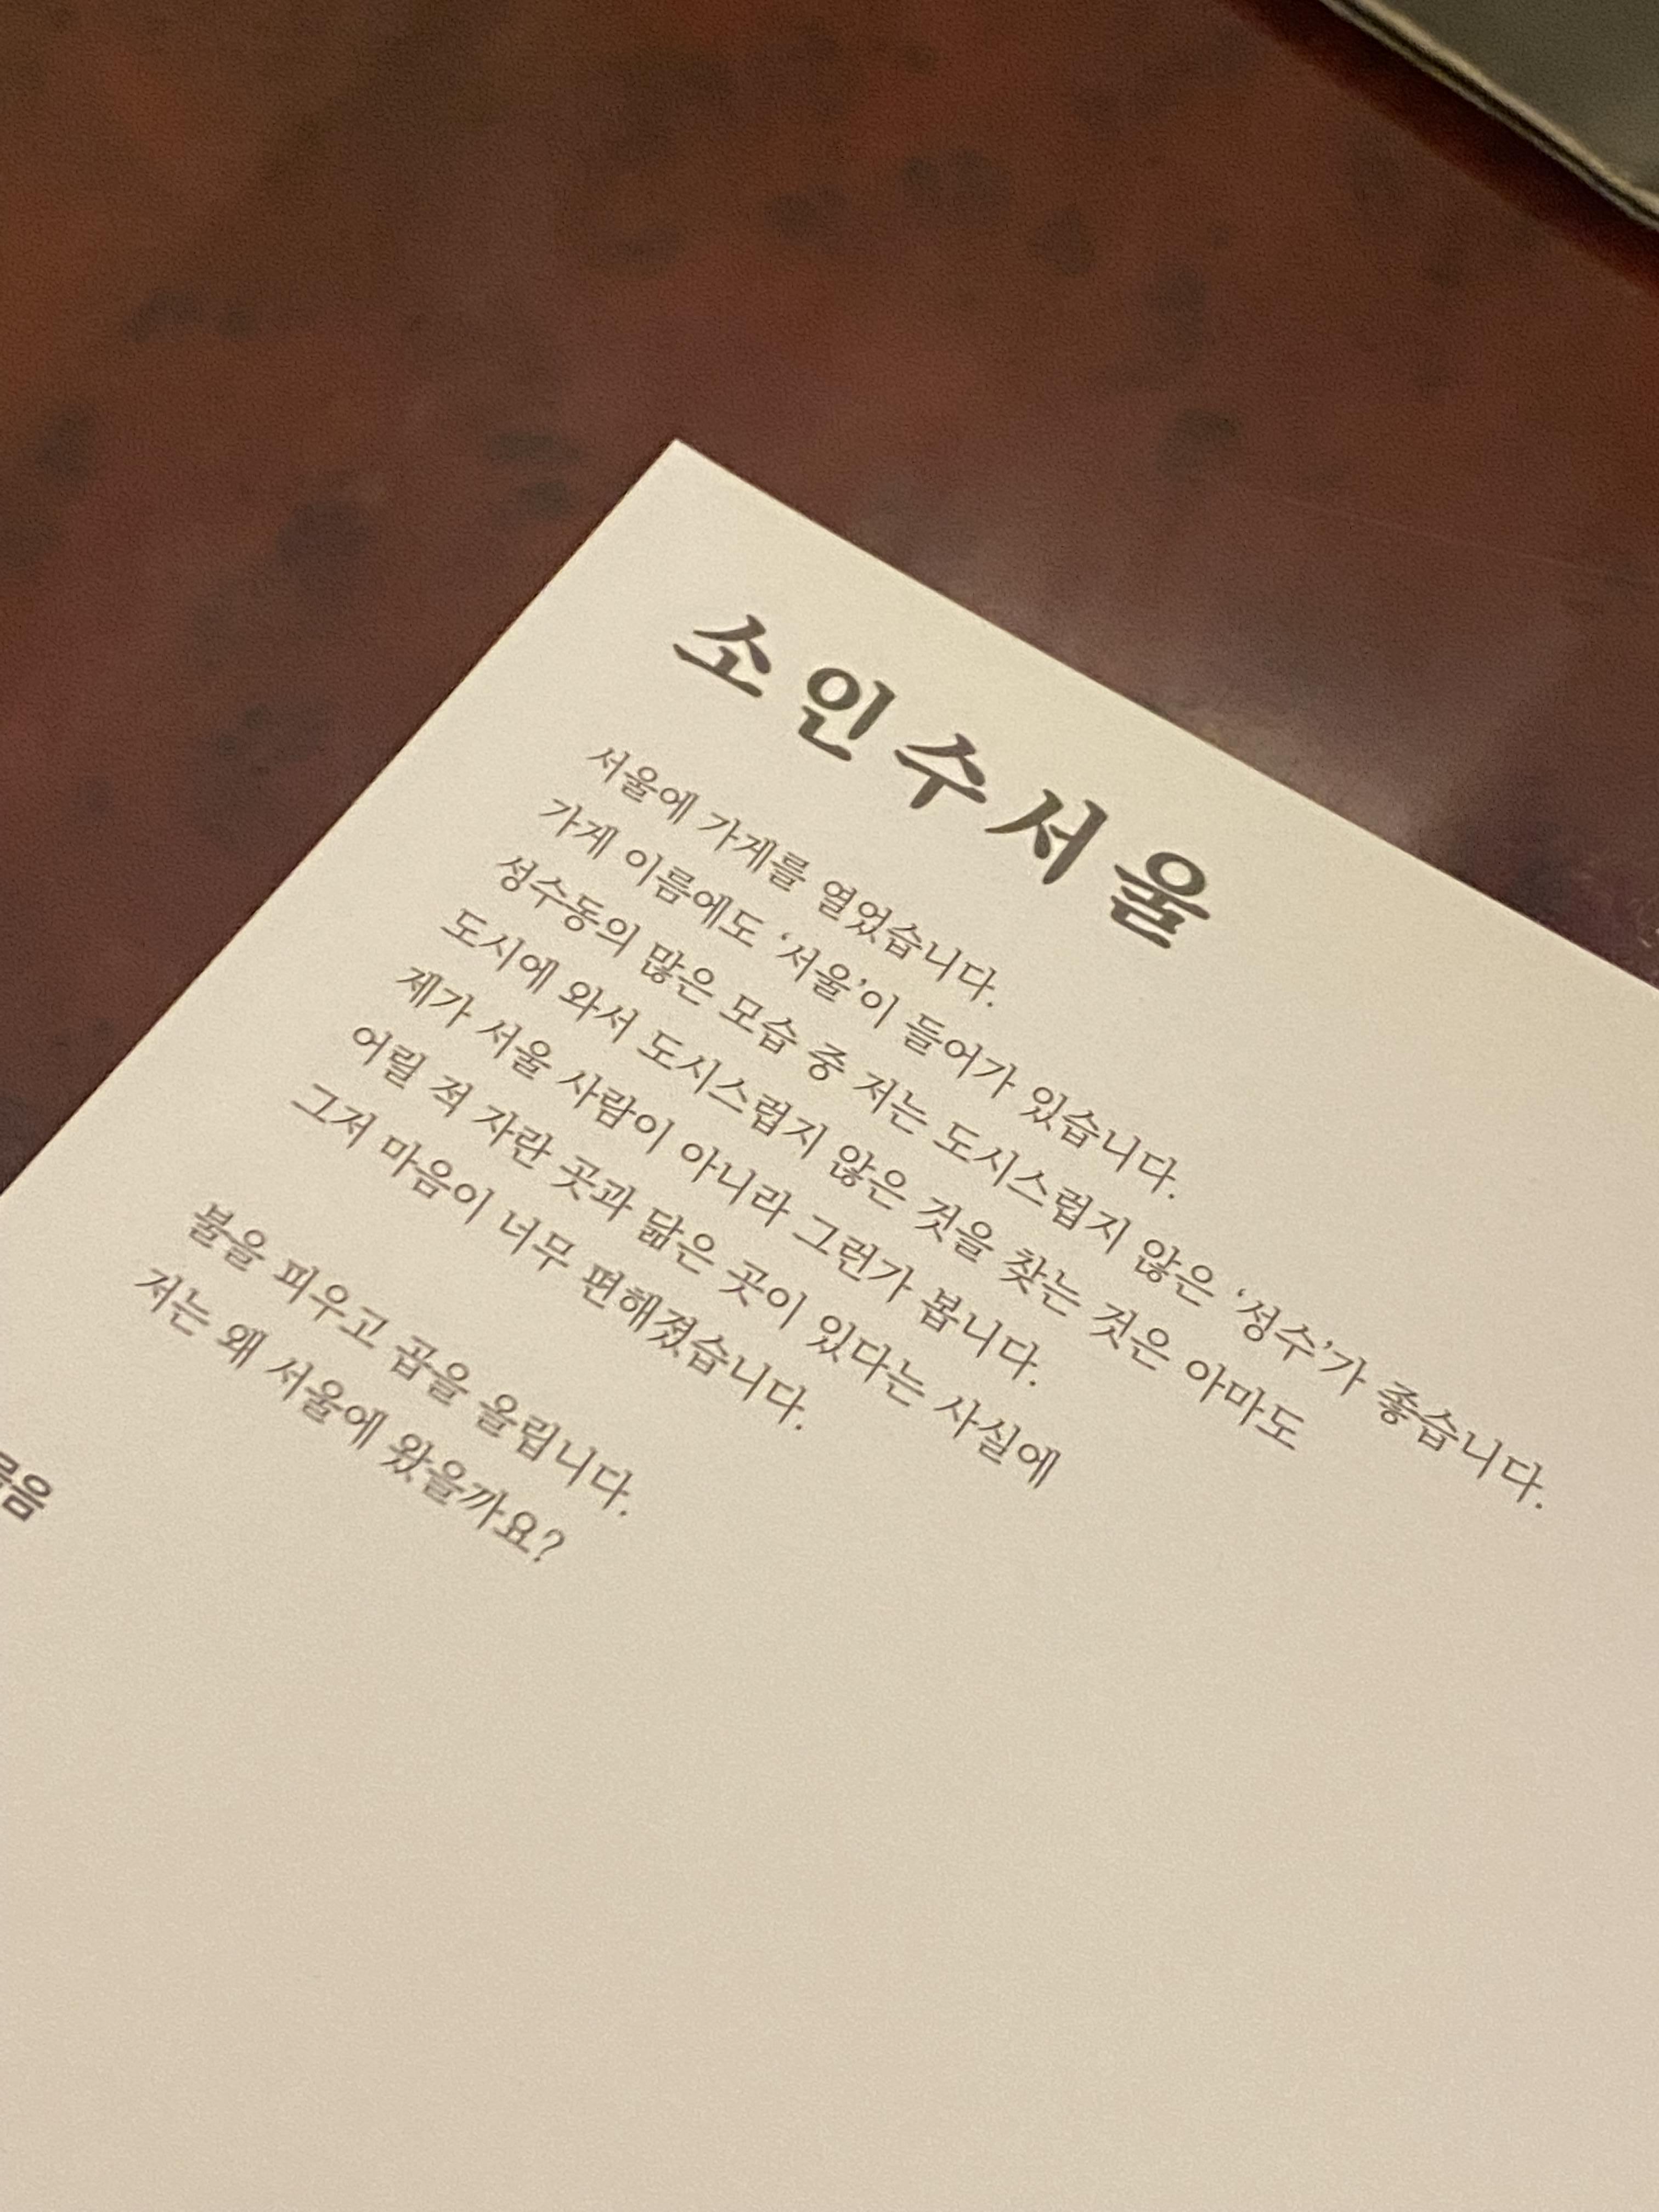 소인수서울
서울에 가게를 열었습니다.
가게 이름에도 ‘서울’이 들어가 있습니다.
성수동의 많은 모습 중 저는 도시스럽지 않은 ‘성수’가 좋습니다.
도시에 와서 도시스럽지 않은 것을 찾는 것은 아마도
제가 서울 사람이 아니라 그런가 봅니다.
어릴 적 자란 곳과 닮은 곳이 있다는 사실에
그저 마음이 너무 편해졌습니다.
불을 피우고 곱을 올립니다.
저는 왜 서울에 왔을까요?